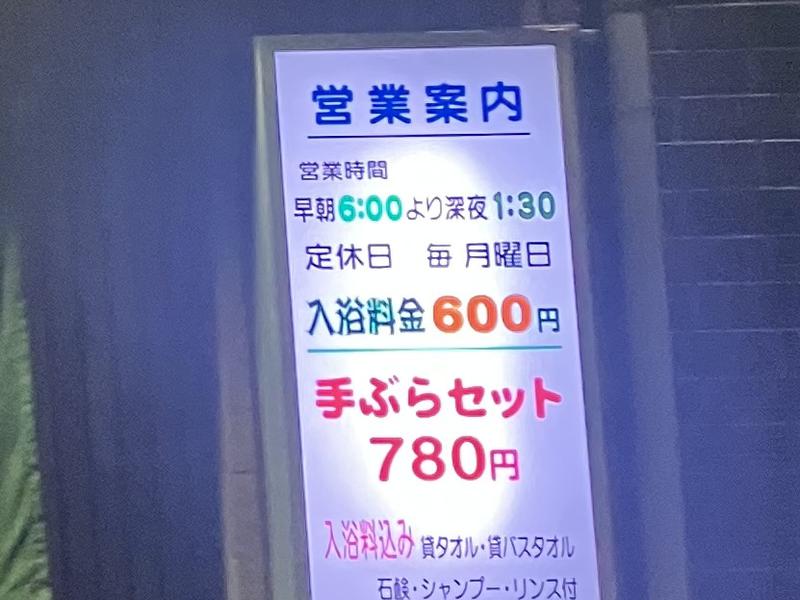 営業案内
営業時間
早朝6:00より深夜1:30
定休日 毎月曜日
入浴料金600円
手ぶらセット
780円
入浴料込み 貸タオル・貸バスタオル
石鹸・シャンプー・リンス付